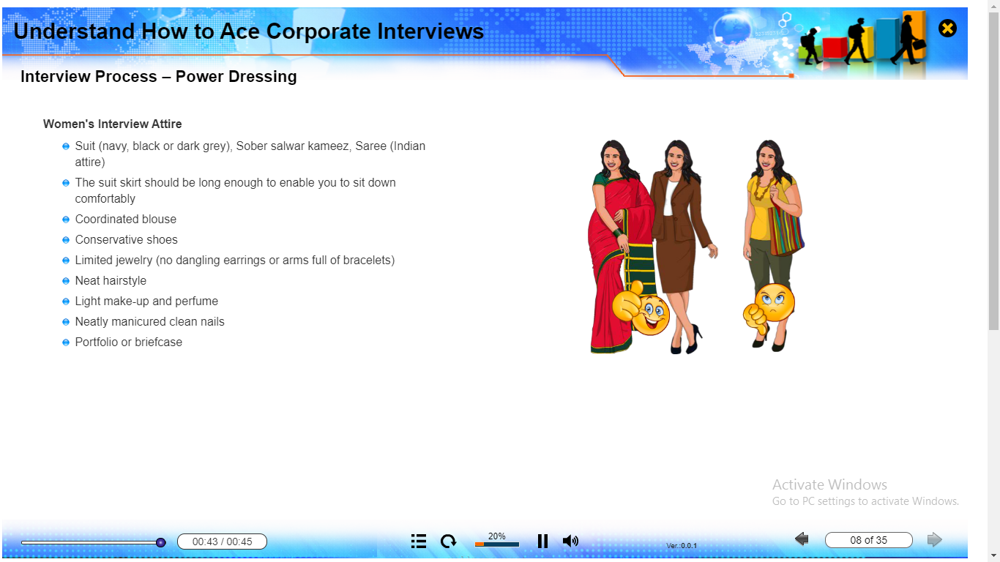 Understand How to Ace Corporate Interviews
Interview Process – Power Dressing
Women's Interview Attire
Suit (navy, black or dark grey), Sober salwar kameez, Saree (Indian
attire)
The suit skirt should be long enough to enable you to sit down
comfortably
Coordinated blouse
Conservative shoes
Limited jewelry (no dangling earrings or arms full of bracelets)
Neat hairstyle
Light make-up and perfume
Neatly manicured clean nails
Portfolio or briefcase
Activate Windows
Go to PC settings to activate Windows.
00:43 / 00:45
20%
Ver.:0.0.1
08 of 35